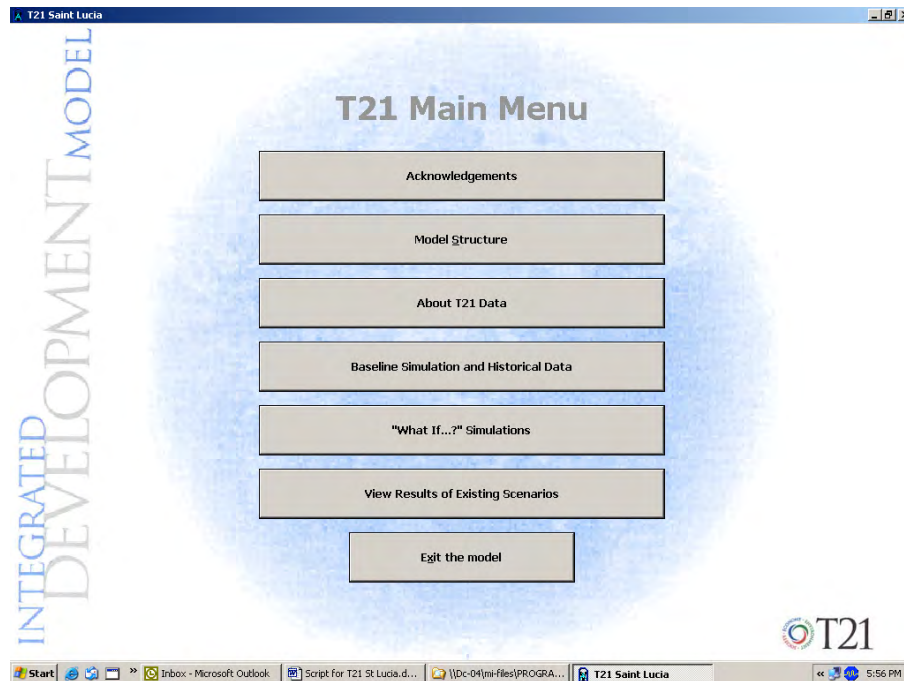 T21 Saint Lucia
INTEGRATED
DEVELOPMENT MODEL
T21 Main Menu
Acknowledgements
Model Structure
About T21 Data
Baseline Simulation and Historical Data
"What If...?" Simulations
View Results of Existing Scenarios
Exit the model
T21
Start
»
Inbox - Microsoft Outlook
Script for T21 St Lucia.d...
\\Dc-04\mi-files\PROGRA...
T21 Saint Lucia
«
5:56 PM